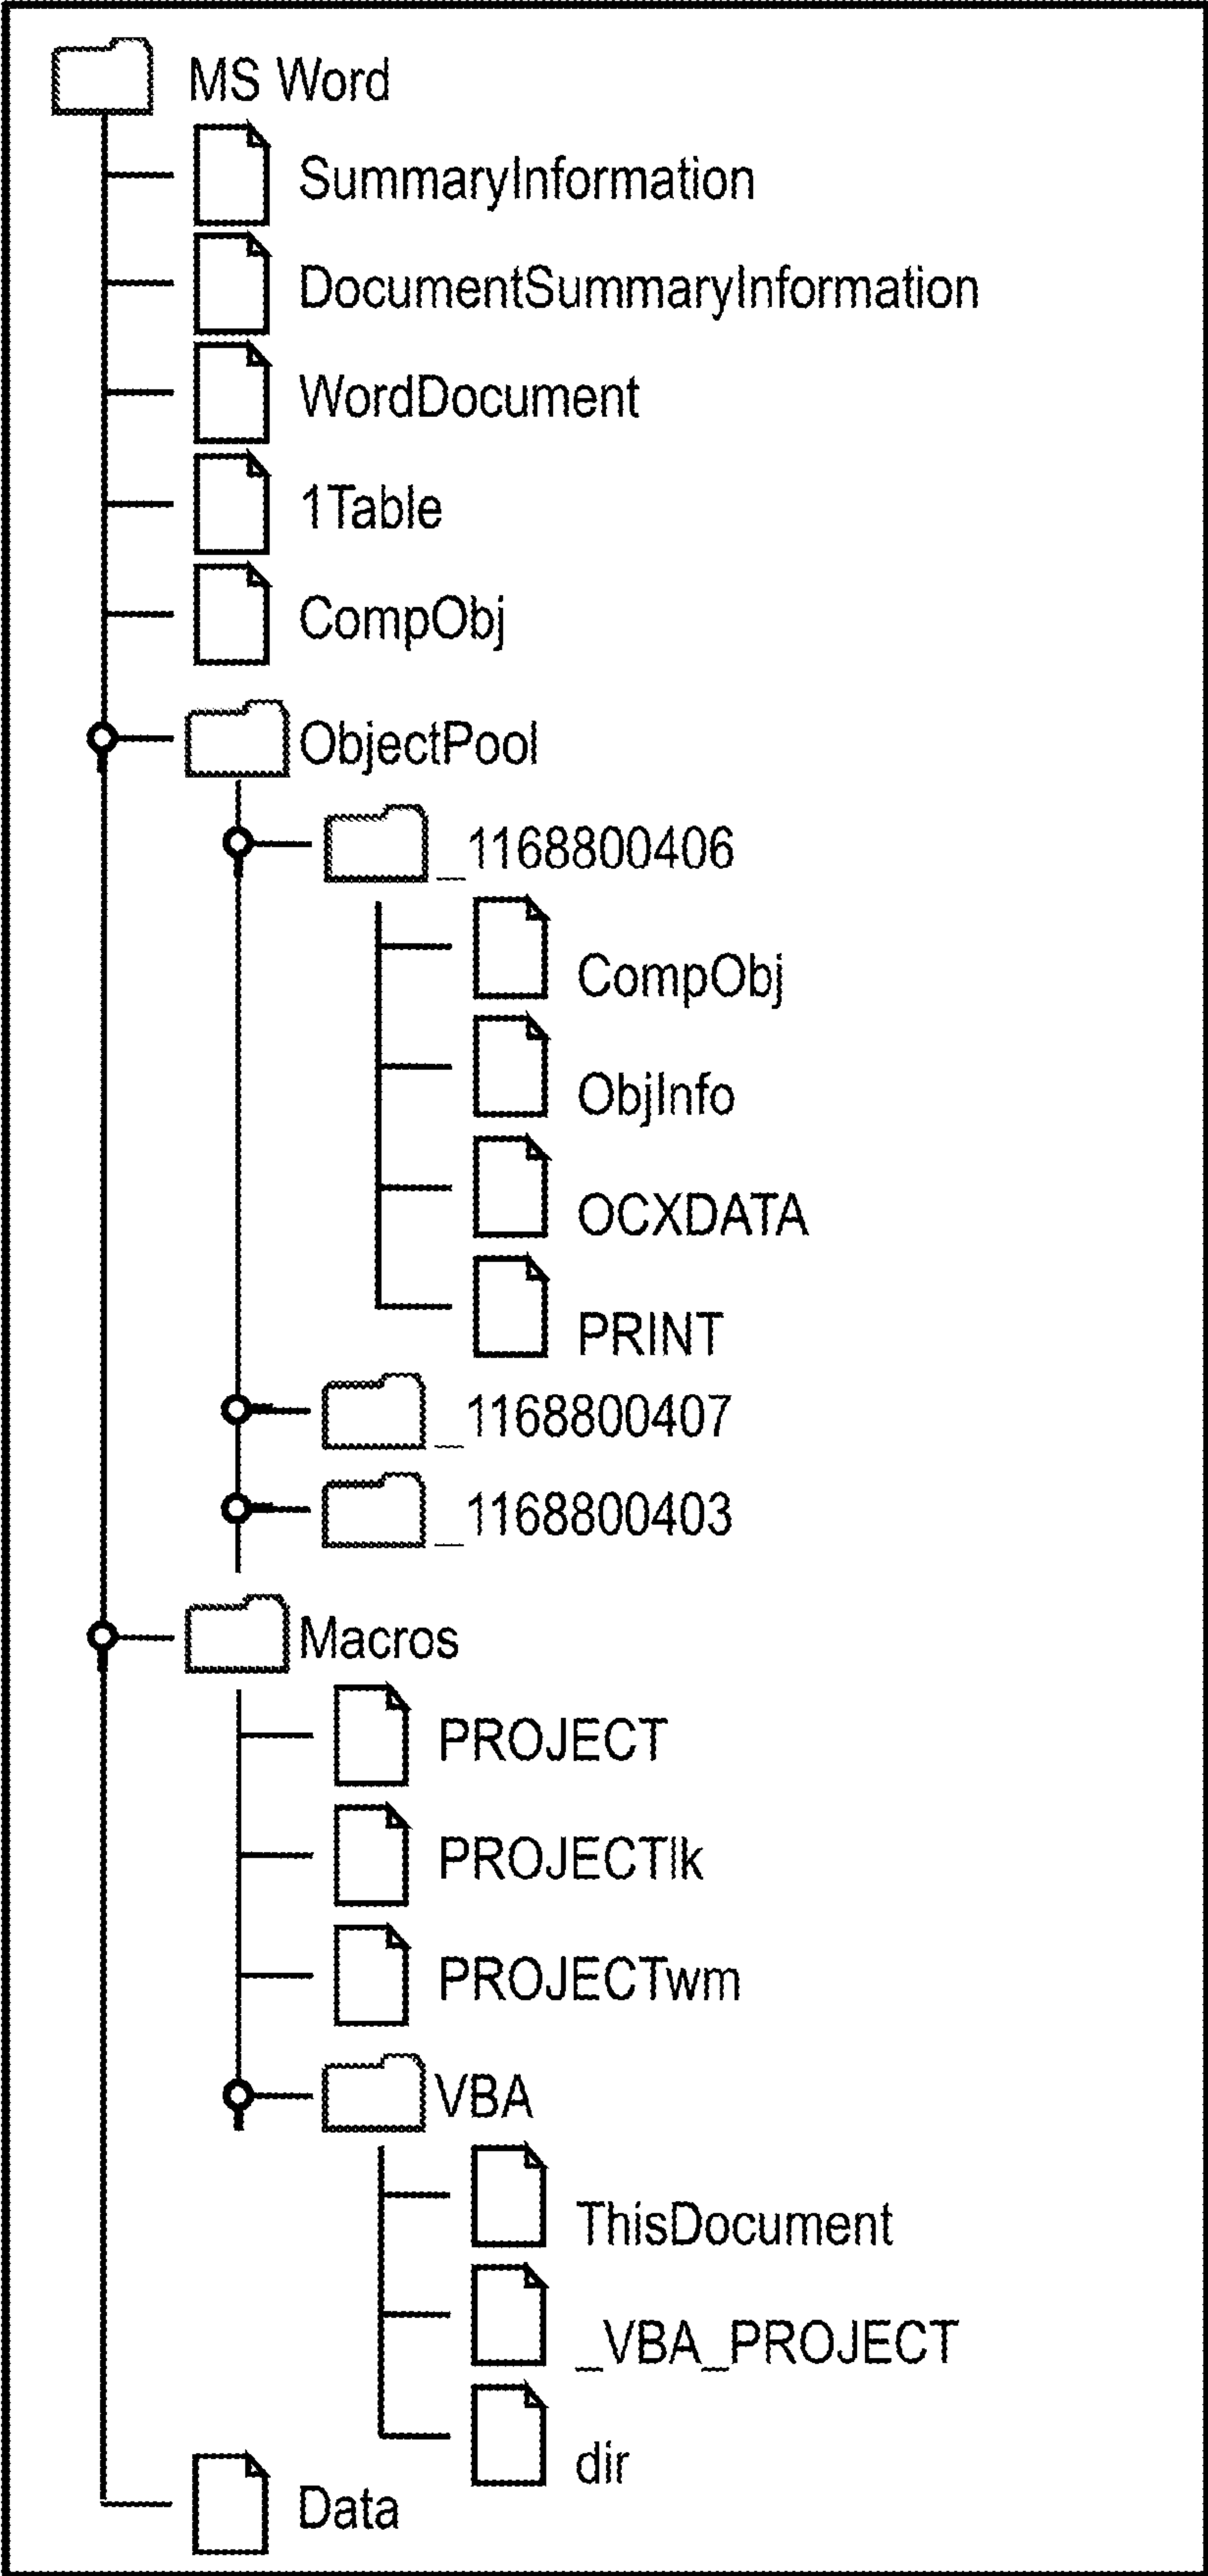 MS Word
SummaryInformation
DocumentSummaryInformation
WordDocument
1Table
CompObj
ObjectPool
_1168800406
CompObj
ObjInfo
OCXDATA
PRINT
_1168800407
_1168800403
Macros
PROJECT
PROJECTlk
PROJECTwm
VBA
ThisDocument
_VBA_PROJECT
dir
Data